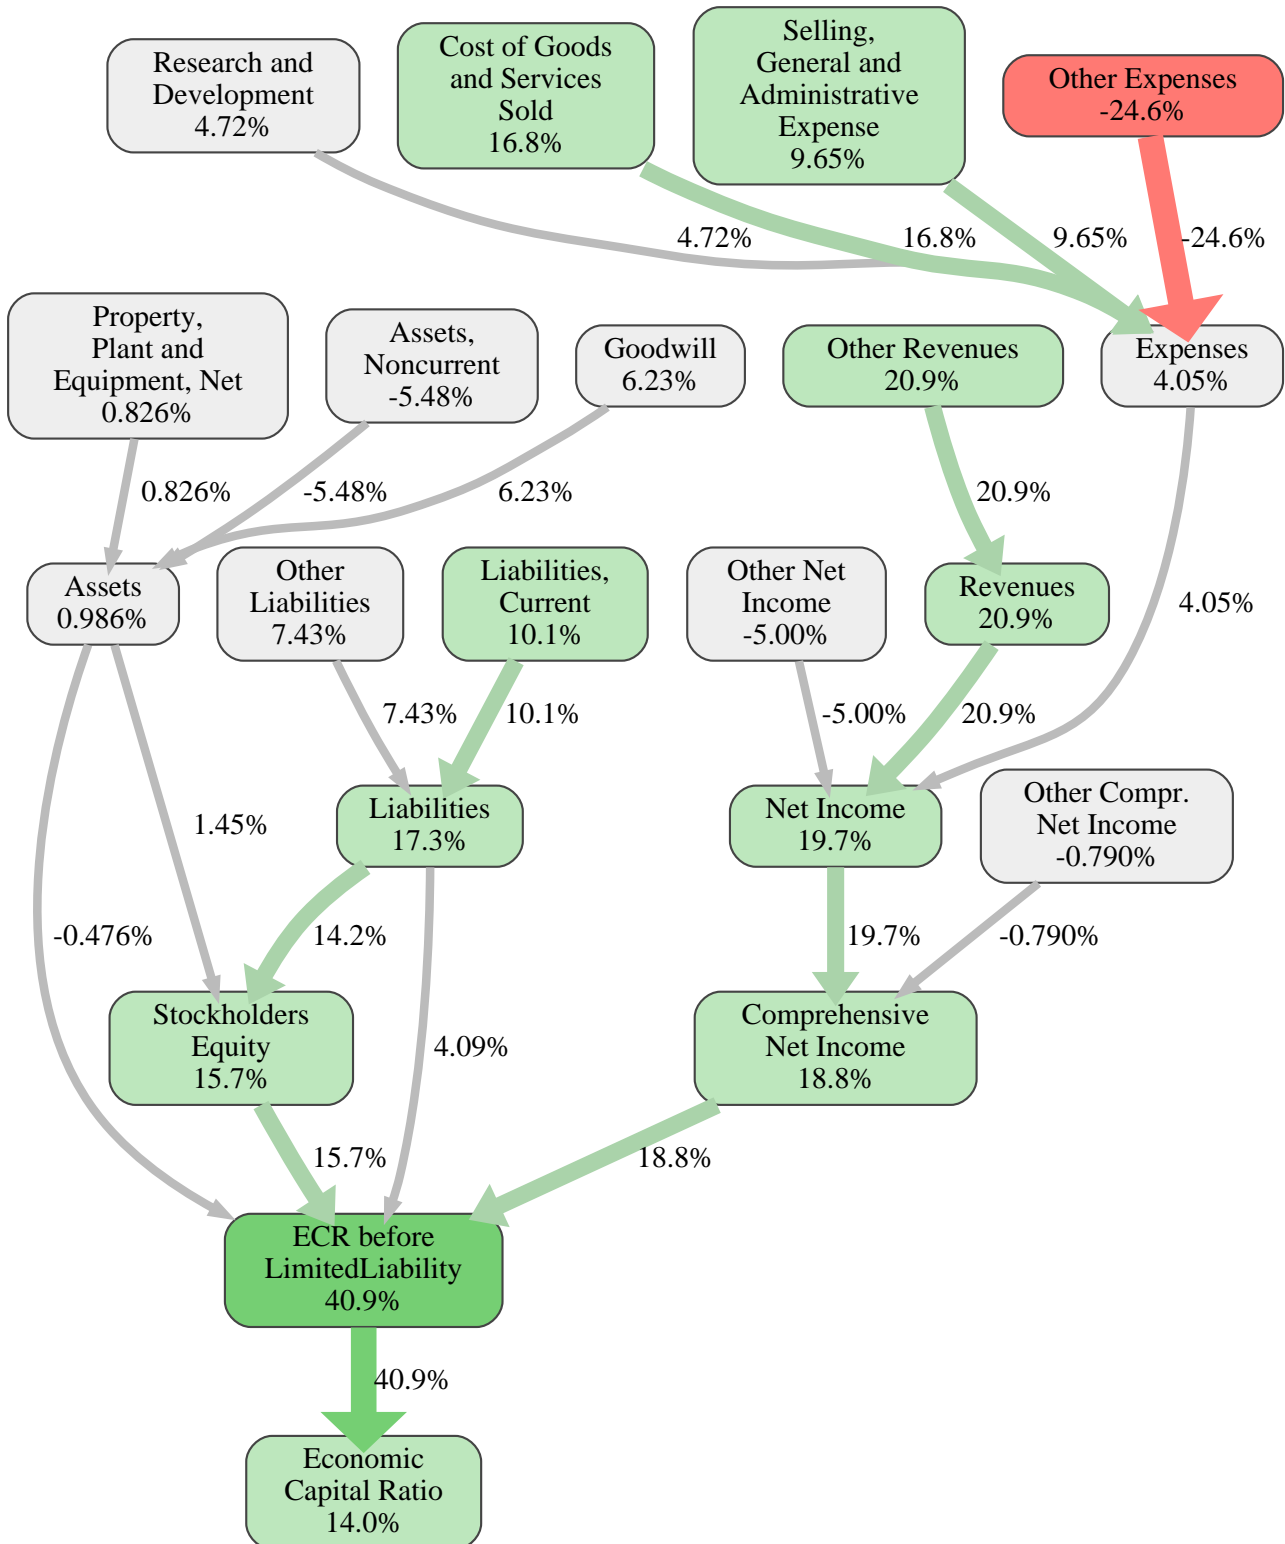 Research and
Development
4.72%
Cost of Goods
and Services
Sold
16.8%
Selling,
General and
Administrative
Expense
9.65%
Other Expenses
-24.6%
4.72%
16.8%
9.65%
-24.6%
Property,
Plant and
Equipment, Net
0.826%
Assets,
Noncurrent
-5.48%
Goodwill
6.23%
Other Revenues
20.9%
Expenses
4.05%
0.826%
-5.48%
6.23%
20.9%
Assets
0.986%
Other
Liabilities
7.43%
Liabilities,
Current
10.1%
Other Net
Income
-5.00%
Revenues
20.9%
4.05%
7.43%
10.1%
-5.00%
20.9%
Liabilities
17.3%
Net Income
19.7%
Other Compr.
Net Income
-0.790%
1.45%
-0.476%
14.2%
19.7%
-0.790%
Stockholders
Equity
15.7%
4.09%
Comprehensive
Net Income
18.8%
15.7%
18.8%
ECR before
LimitedLiability
40.9%
40.9%
Economic
Capital Ratio
14.0%